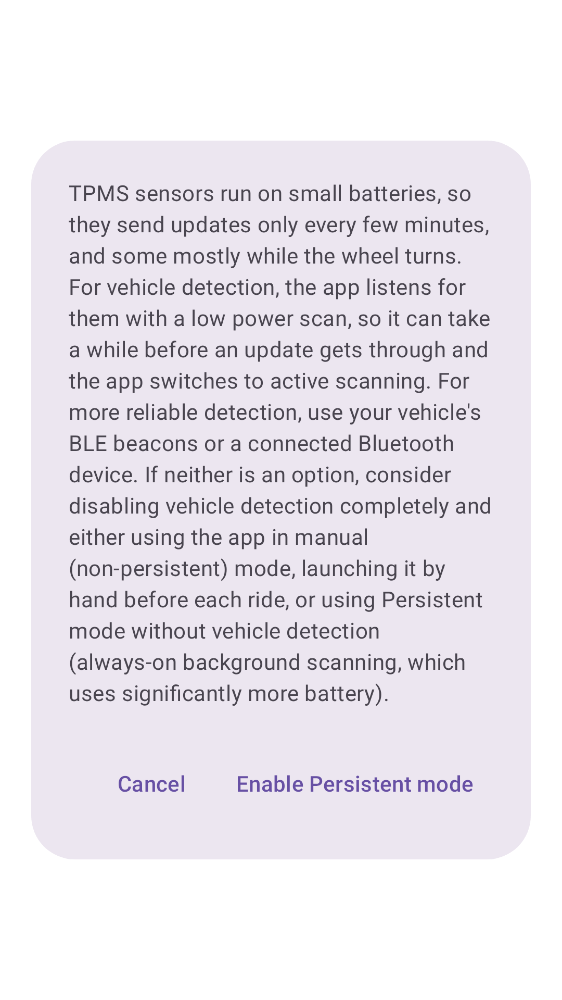 TPMS sensors run on small batteries, so
they send updates only every few minutes,
and some mostly while the wheel turns.
For vehicle detection, the app listens for
them with a low power scan, so it can take
a while before an update gets through and
the app switches to active scanning. For
more reliable detection, use your vehicle's
BLE beacons or a connected Bluetooth
device. If neither is an option, consider
disabling vehicle detection completely and
either using the app in manual
(non-persistent) mode, launching it by
hand before each ride, or using Persistent
mode without vehicle detection
(always-on background scanning, which
uses significantly more battery).
Cancel Enable Persistent mode